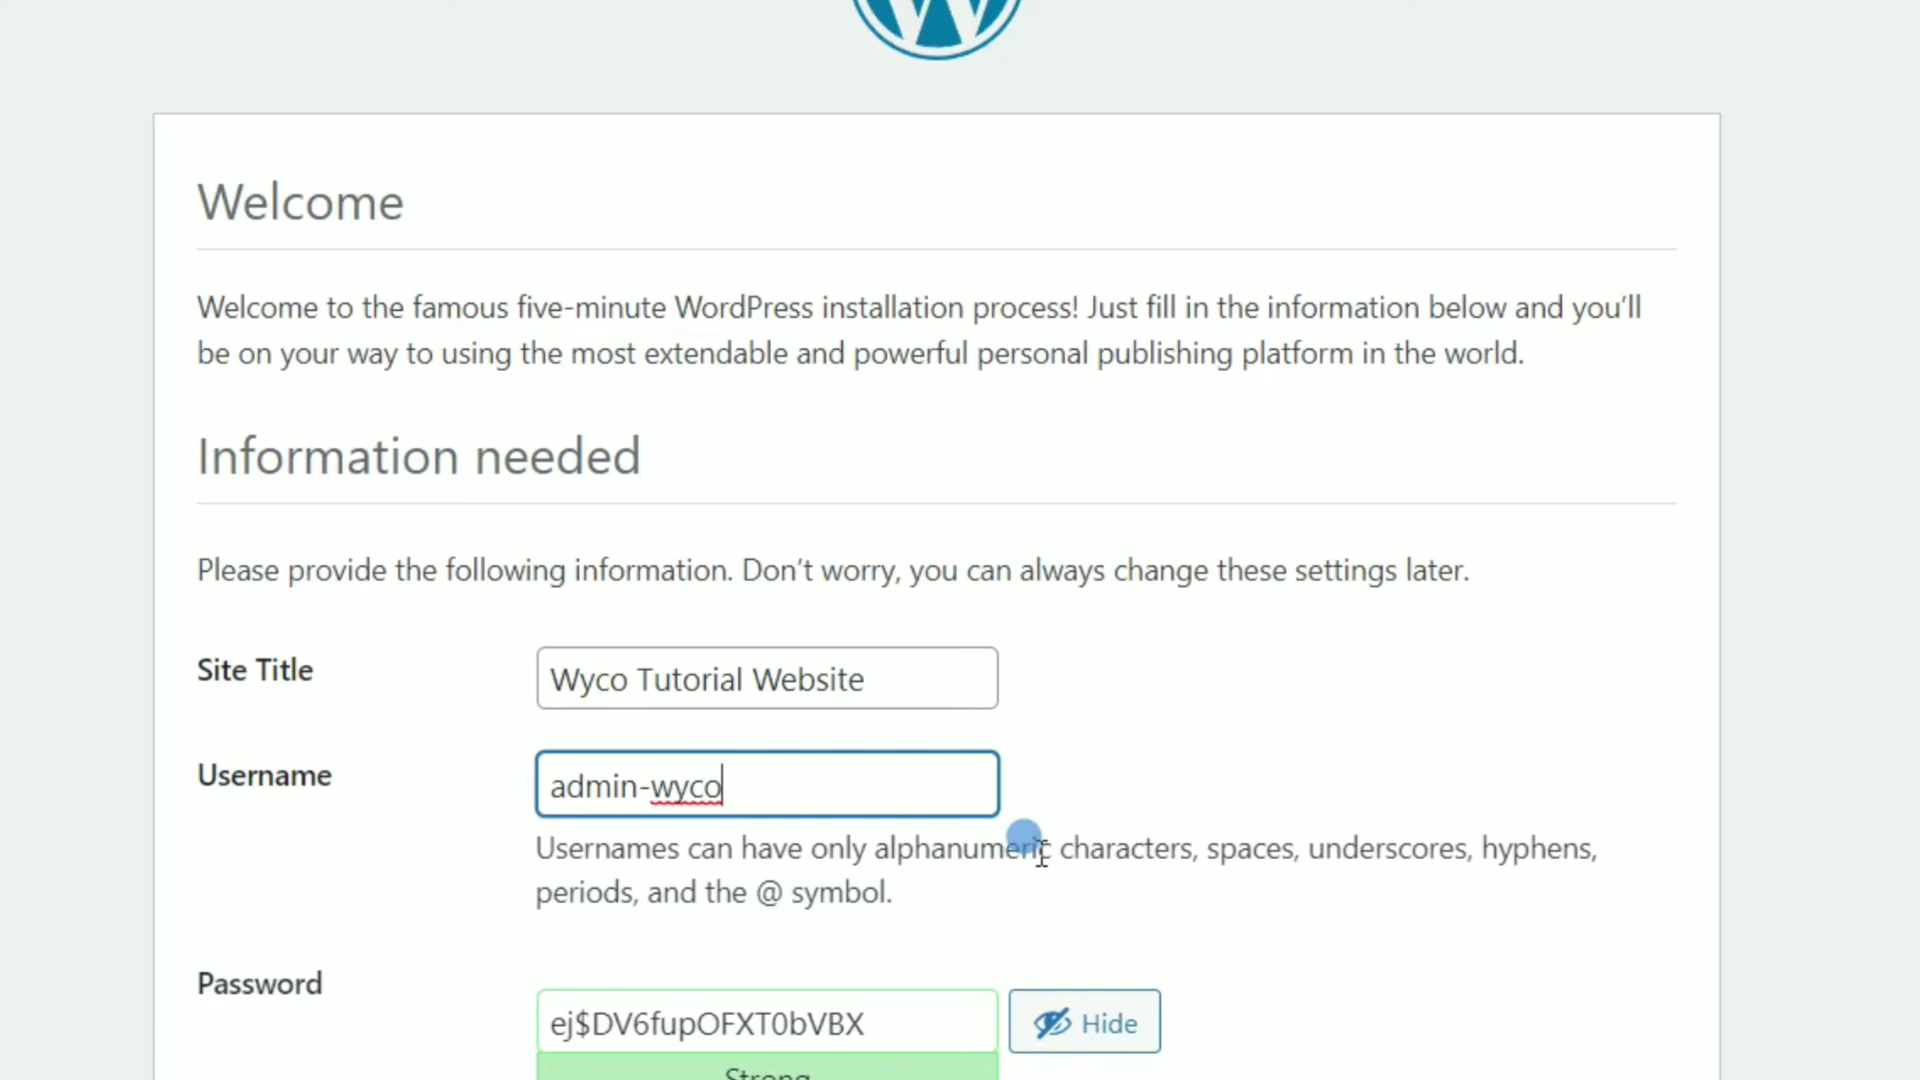 Welcome
Welcome to the famous five-minute WordPress installation process! Just fill in the information below and you’ll
be on your way to using the most extendable and powerful personal publishing platform in the world.
Information needed
Please provide the following information. Don’t worry, you can always change these settings later.
Site Title
Wyco Tutorial Website
Username
admin-wyco
Usernames can have only alphanumeric characters, spaces, underscores, hyphens,
periods, and the @ symbol.
Password
ej$DV6fupOFXT0bVBX
Hide
Strong